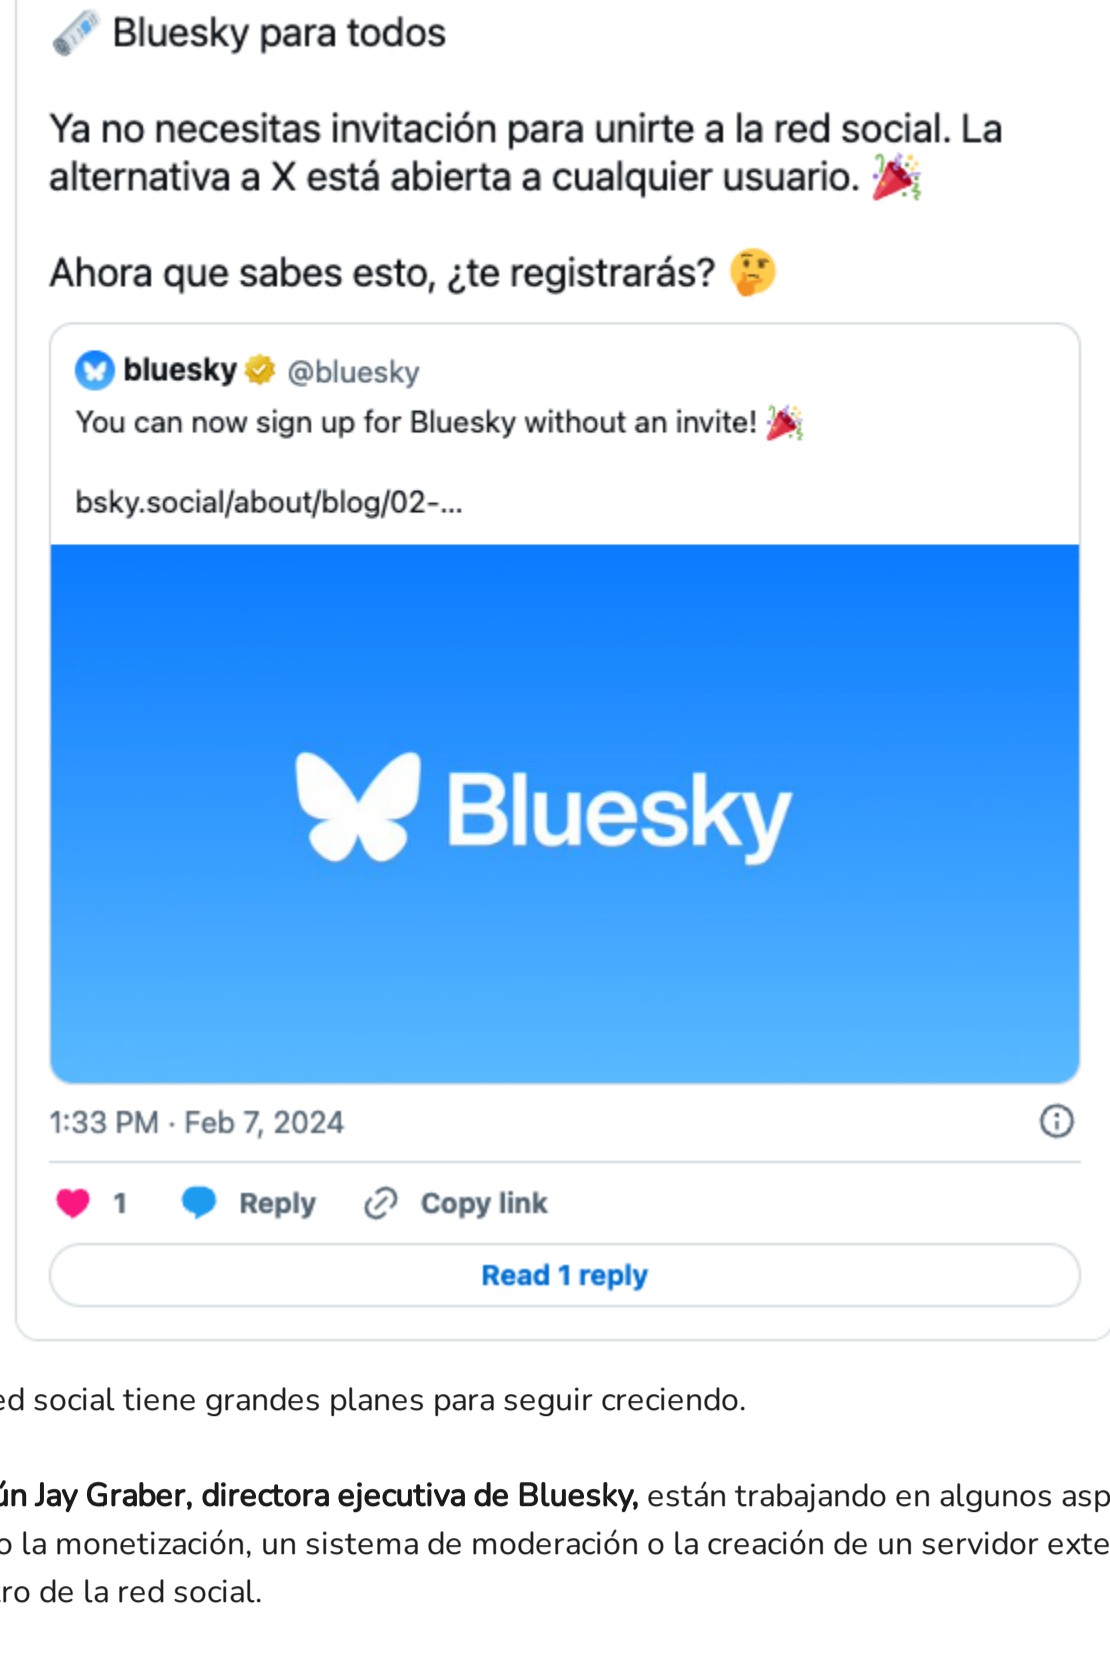 🗞️ Bluesky para todos
Ya no necesitas invitación para unirte a la red social. La
alternativa a X está abierta a cualquier usuario. 🎉
Ahora que sabes esto, ¿te registrarás? 🤔
bluesky @bluesky
You can now sign up for Bluesky without an invite! 🎉
bsky.social/about/blog/02-...
Bluesky
1:33 PM · Feb 7, 2024
1 Reply Copy link
Read 1 reply
ed social tiene grandes planes para seguir creciendo.
ún Jay Graber, directora ejecutiva de Bluesky, están trabajando en algunos asp
o la monetización, un sistema de moderación o la creación de un servidor exte
ro de la red social.